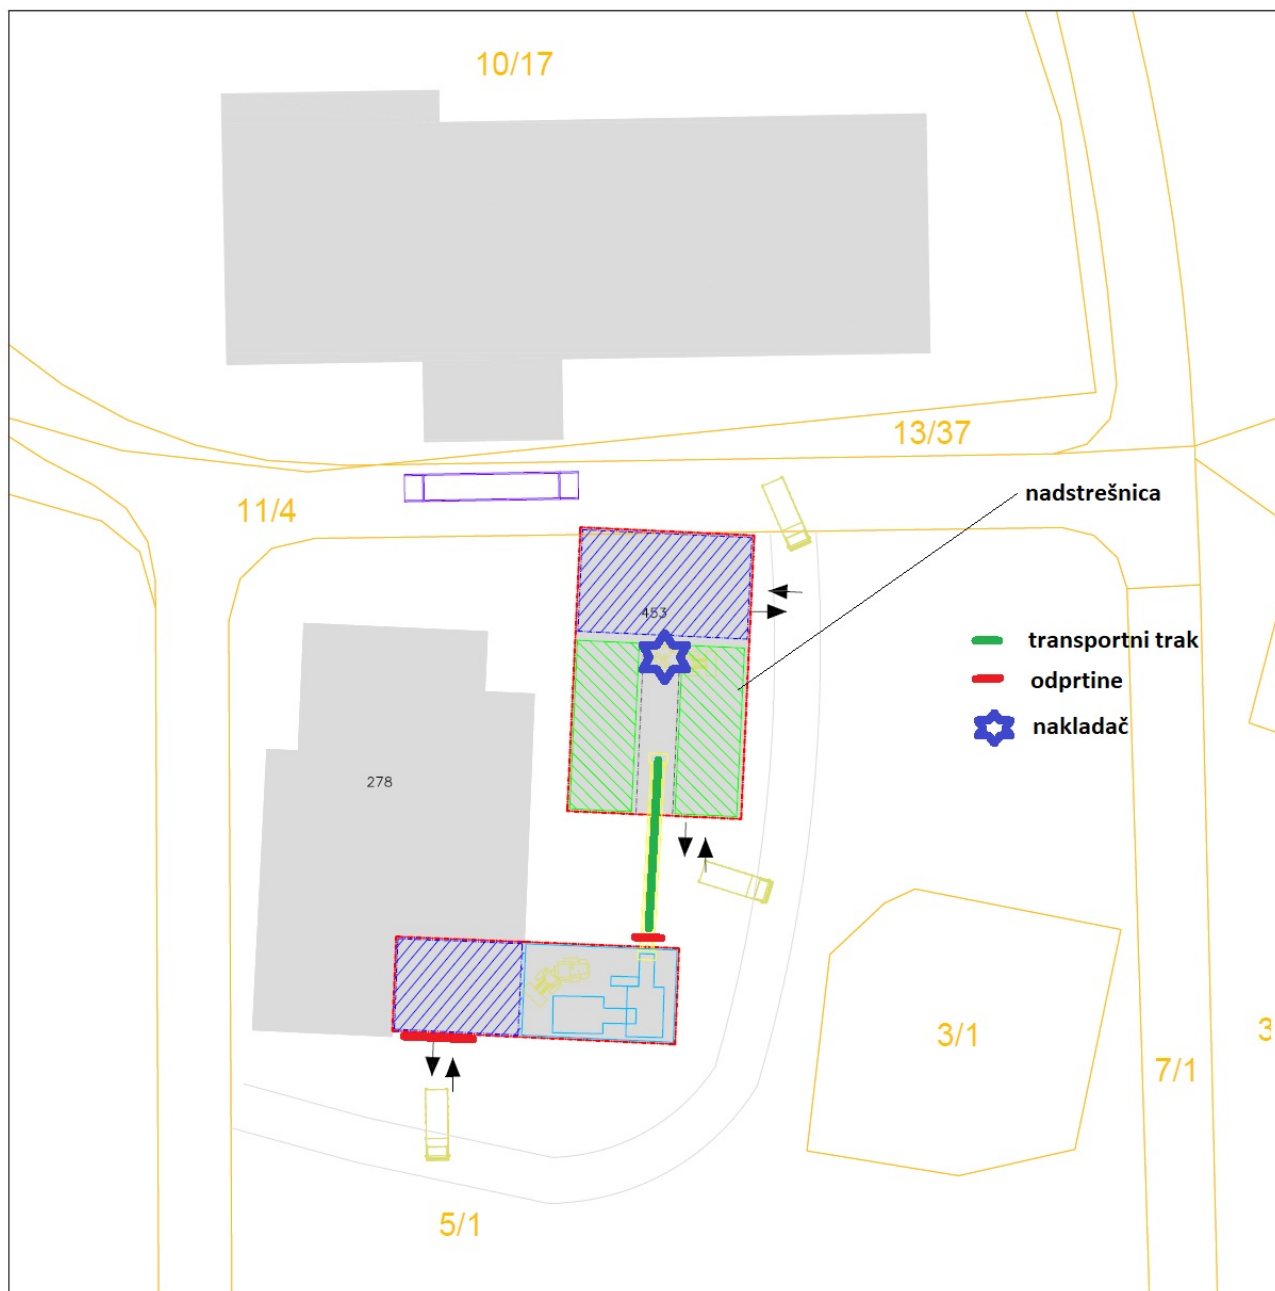 10/17
13/37
nadstrešnica
11/4
453
transportni trak
odprtine
nakladač
278
3/1
3
7/1
5/1